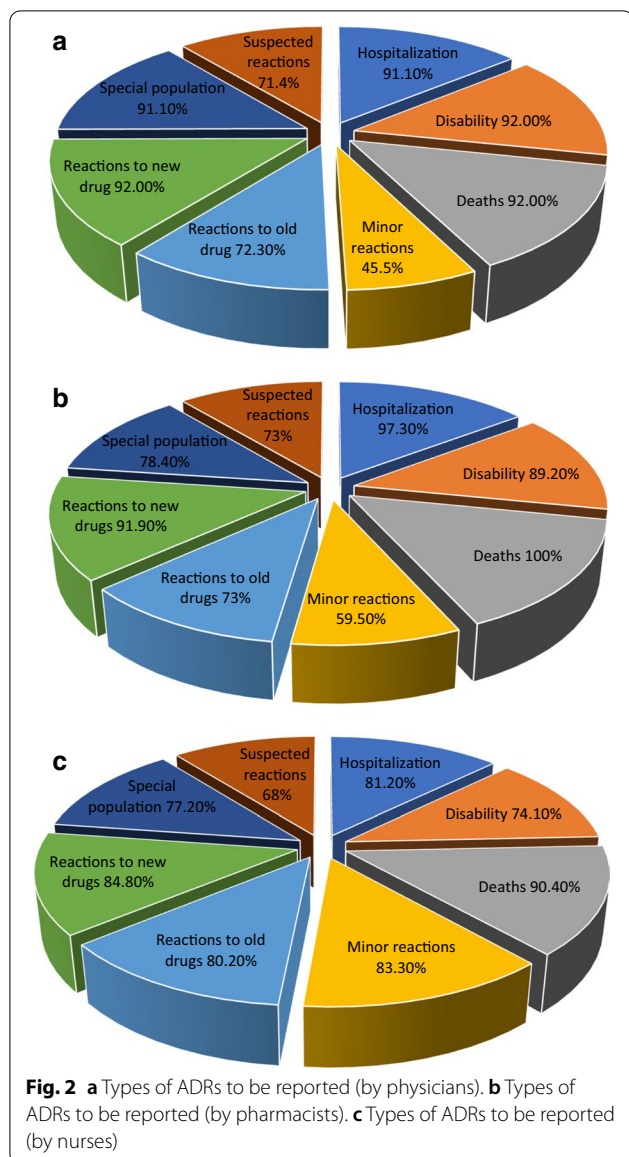 a
Suspected
reactions
71.4%
Hospitalization
91.10%
Special population
91.10%
Disability 92.00%
Reactions to new
drug 92.00%
Deaths 92.00%
Reactions to old
drug 72.30%
Minor
reactions
45.5%
b
Suspected
reactions
73%
Hospitalization
97.30%
Special
population
78.40%
Disability 89.20%
Reactions to new
drugs 91.90%
Deaths 100%
Reactions to old
drugs 73%
Minor reactions
59.50%
c
Suspected
reactions
68%
Hospitalization
81.20%
Special
population 77.20%
Disability 74.10%
Reactions to new
drugs 84.80%
Deaths 90.40%
Reactions to old
drugs 80.20%
Minor reactions
83.30%
Fig. 2 a Types of ADRs to be reported (by physicians). b Types of
ADRs to be reported (by pharmacists). c Types of ADRs to be reported
(by nurses)